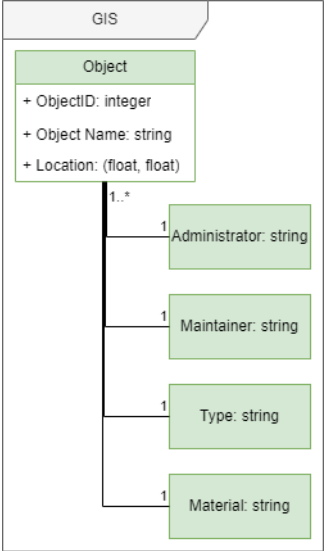 GIS
Object
+ ObjectID: integer
+ Object Name: string
+ Location: (float, float)
1..*
1
Administrator: string
1
Maintainer: string
1
Type: string
1
Material: string